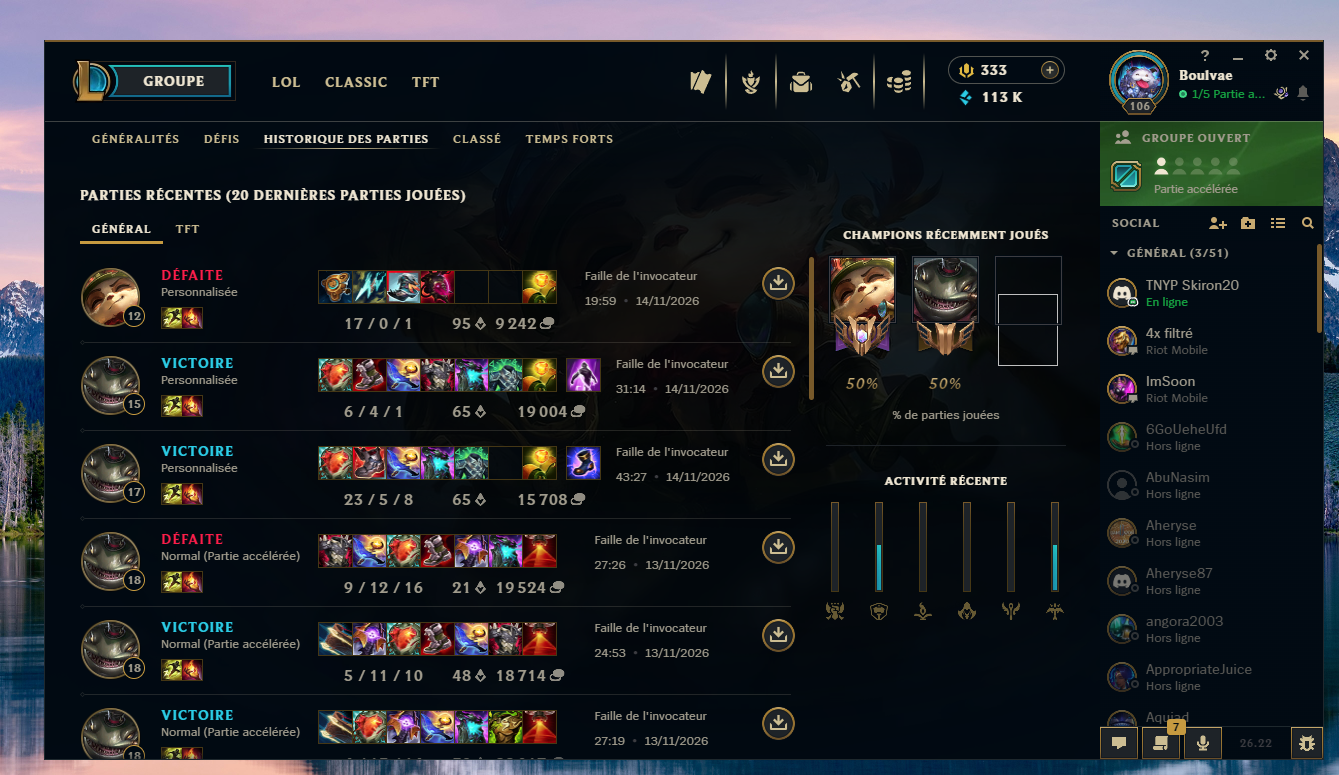 GROUPE
LOL
CLASSIC
TFT
333
113 K
?
Boulvae
1/5 Partie a...
106
GÉNÉRALITÉS
DÉFIS
HISTORIQUE DES PARTIES
CLASSÉ
TEMPS FORTS
PARTIES RÉCENTES (20 DERNIÈRES PARTIES JOUÉES)
GÉNÉRAL
TFT
DÉFAITE
Personnalisée
12
17 / 0 / 1
95
9 242
Faille de l'invocateur
19:59 • 14/11/2026
VICTOIRE
Personnalisée
15
6 / 4 / 1
65
19 004
Faille de l'invocateur
31:14 • 14/11/2026
VICTOIRE
Personnalisée
17
23 / 5 / 8
65
15 708
Faille de l'invocateur
43:27 • 14/11/2026
DÉFAITE
Normal (Partie accélérée)
18
9 / 12 / 16
21
19 524
Faille de l'invocateur
27:26 • 13/11/2026
VICTOIRE
Normal (Partie accélérée)
18
5 / 11 / 10
48
18 714
Faille de l'invocateur
24:53 • 13/11/2026
VICTOIRE
Normal (Partie accélérée)
18
Faille de l'invocateur
27:19 • 13/11/2026
CHAMPIONS RÉCEMMENT JOUÉS
50%
50%
% de parties jouées
ACTIVITÉ RÉCENTE
GROUPE OUVERT
Partie accélérée
SOCIAL
GÉNÉRAL (3/51)
TNYP Skiron20
En ligne
4x filtré
Riot Mobile
ImSoon
Riot Mobile
6GoUeheUfd
Hors ligne
AbuNasim
Hors ligne
Aheryse
Hors ligne
Aheryse87
Hors ligne
angora2003
Hors ligne
AppropriateJuice
Hors ligne
7
26.22